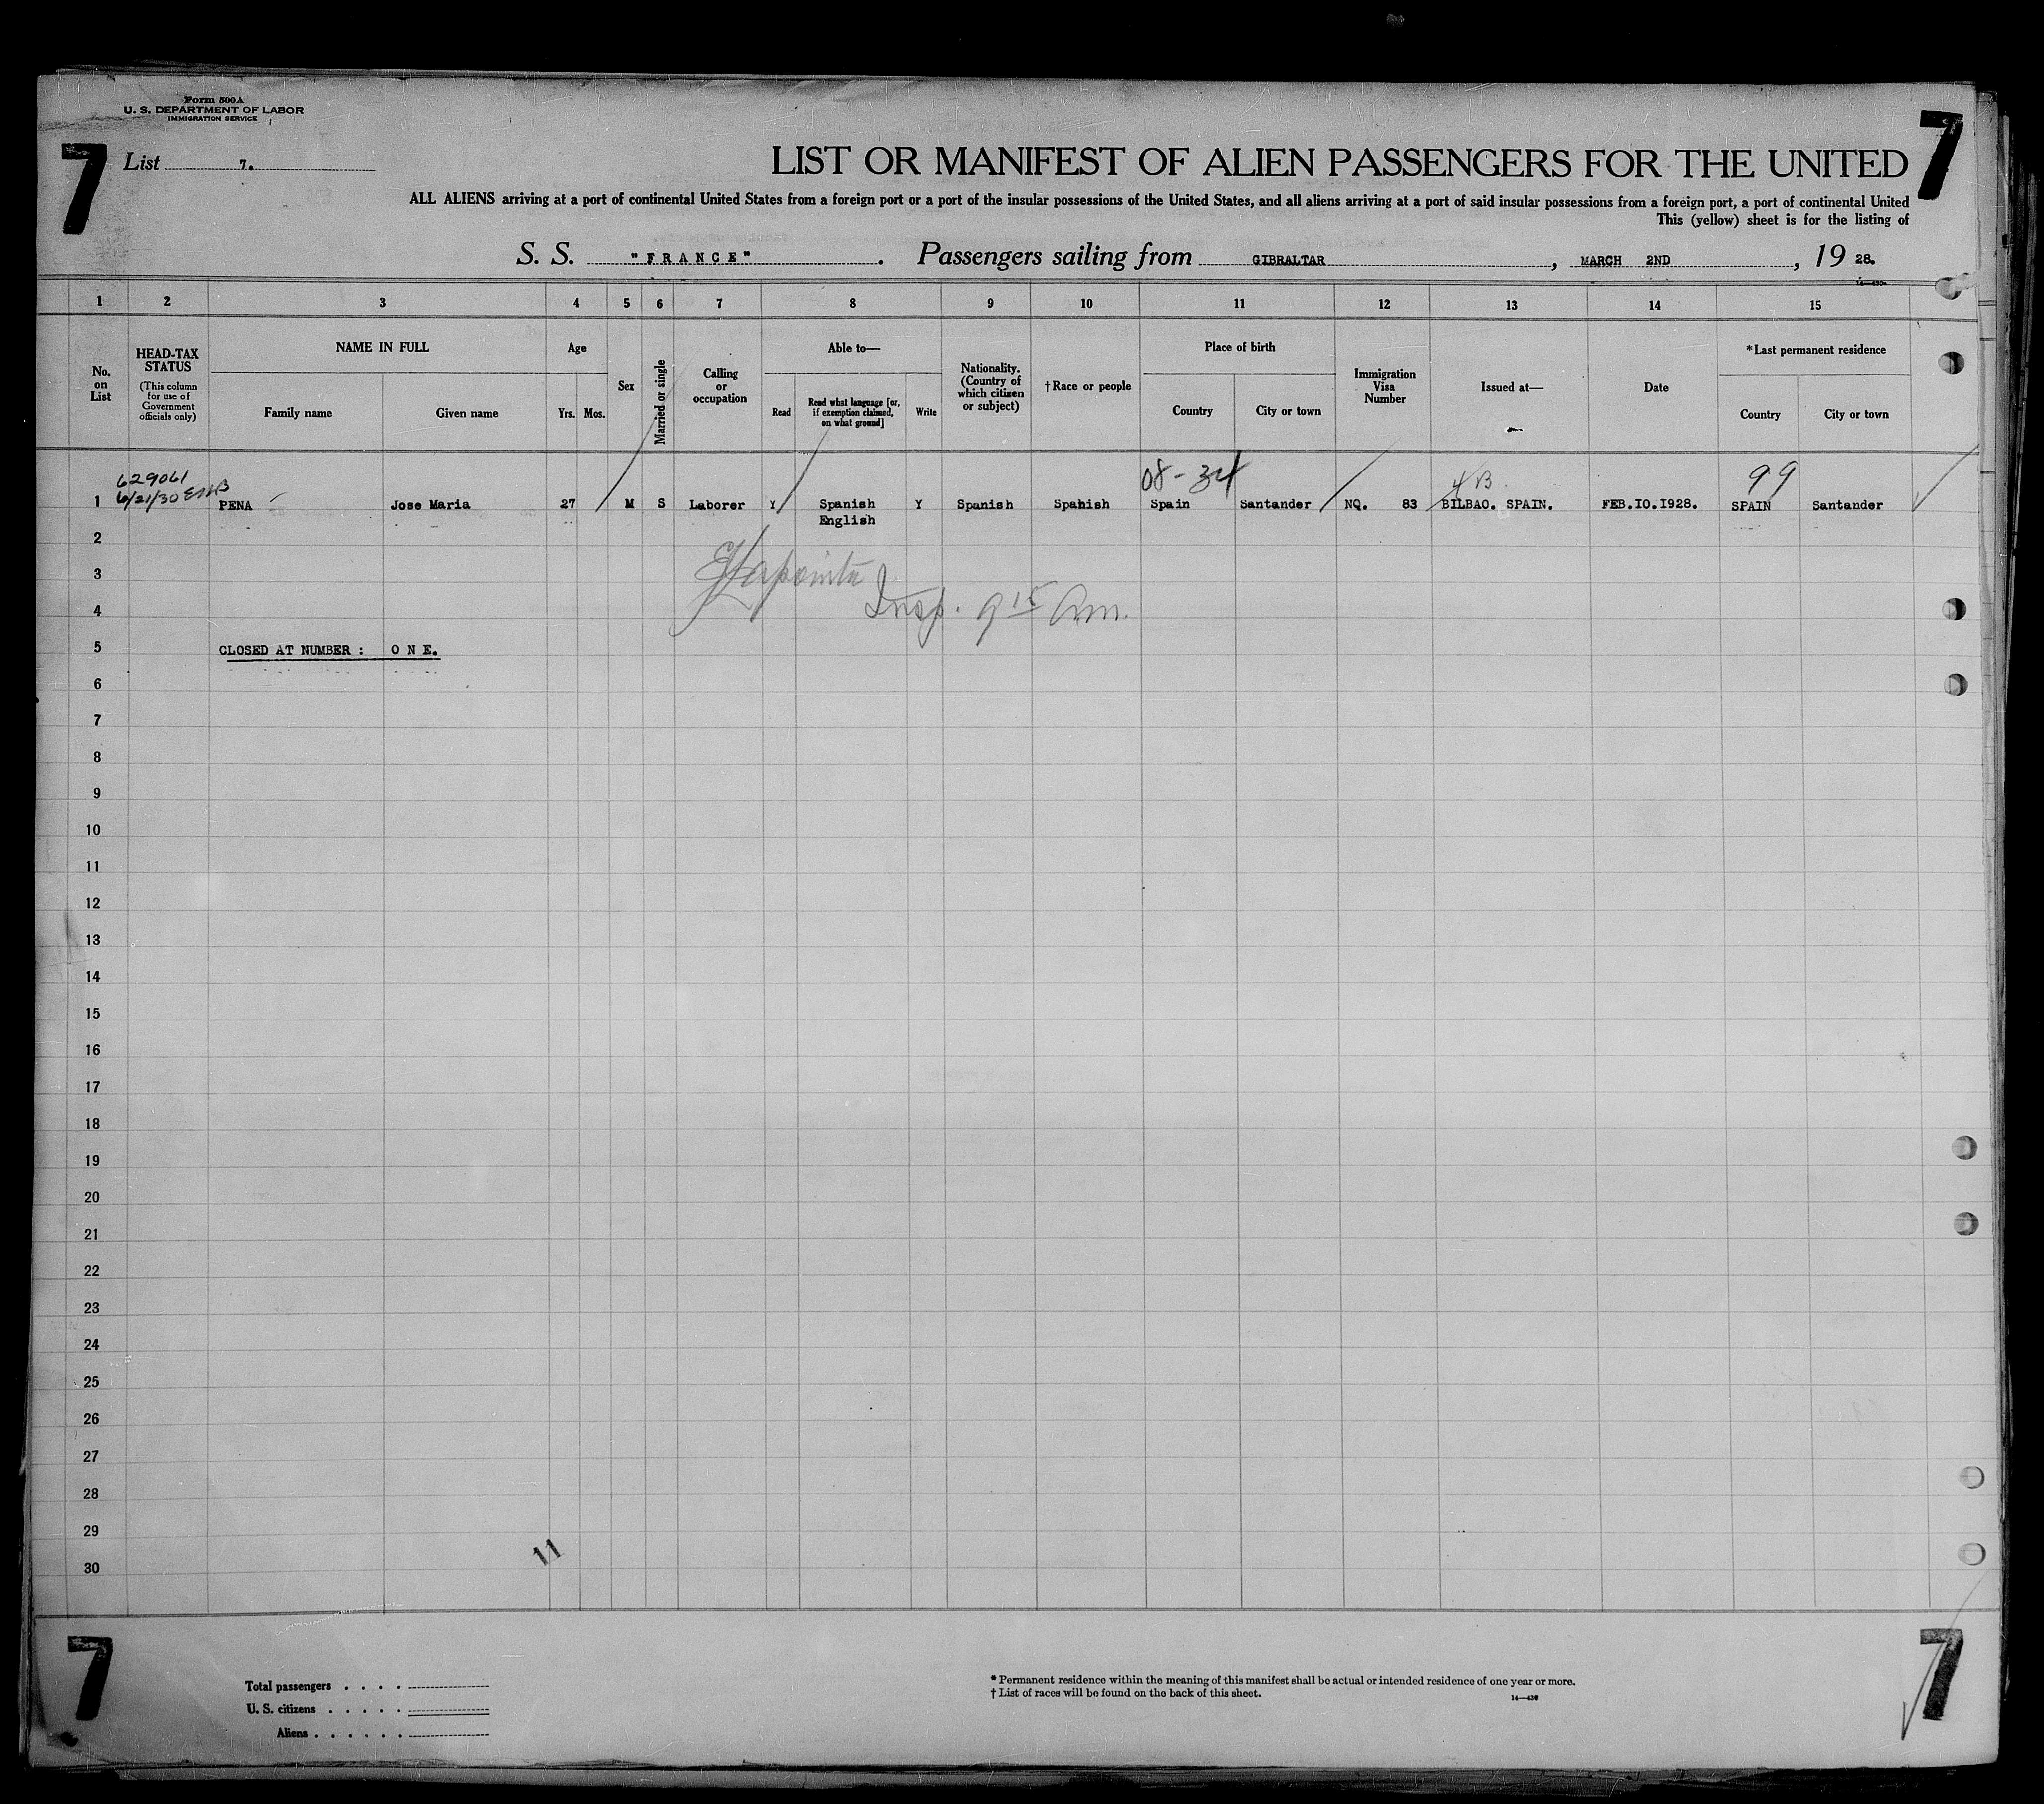 Form 500A
U. S. DEPARTMENT OF LABOR
IMMIGRATION SERVICE
7
7
List 7.
LIST OR MANIFEST OF ALIEN PASSENGERS FOR THE UNITED
ALL ALIENS arriving at a port of continental United States from a foreign port or a port of the insular possessions of the United States, and all aliens arriving at a port of said insular possessions from a foreign port, a port of continental United
This (yellow) sheet is for the listing of
S. S. "FRANCE". Passengers sailing from GIBRALTAR, MARCH 2ND, 19 28.
1 2 3 4 5 6 7 8 9 10 11 12 13 14 15
No. on List
HEAD-TAX STATUS (This column for use of Government officials only)
NAME IN FULL
Family name Given name
Age
Yrs. Mos.
Sex
Married or single
Calling or occupation
Able to—
Read Read what language [or, if exemption claimed, on what ground] Write
Nationality. (Country of which citizen or subject)
†Race or people
Place of birth
Country City or town
Immigration Visa Number
Issued at—
Date
*Last permanent residence
Country City or town
629061 08-34 4B 99
6/21/30
1 PENA Jose Maria 27 M S Laborer Y Spanish Y Spanish Spanish Spain Santander NQ. 83 BILBAO. SPAIN. FEB.10.1928. SPAIN Santander
English
2
3
4 Insp. 9 15 Am.
5 CLOSED AT NUMBER : O N E.
6
7
8
9
10
11
12
13
14
15
16
17
18
19
20
21
22
23
24
25
26
27
28
29
11
30
7
7
Total passengers . . . .
U. S. citizens . . . . .
Aliens . . . . . .
* Permanent residence within the meaning of this manifest shall be actual or intended residence of one year or more.
† List of races will be found on the back of this sheet.